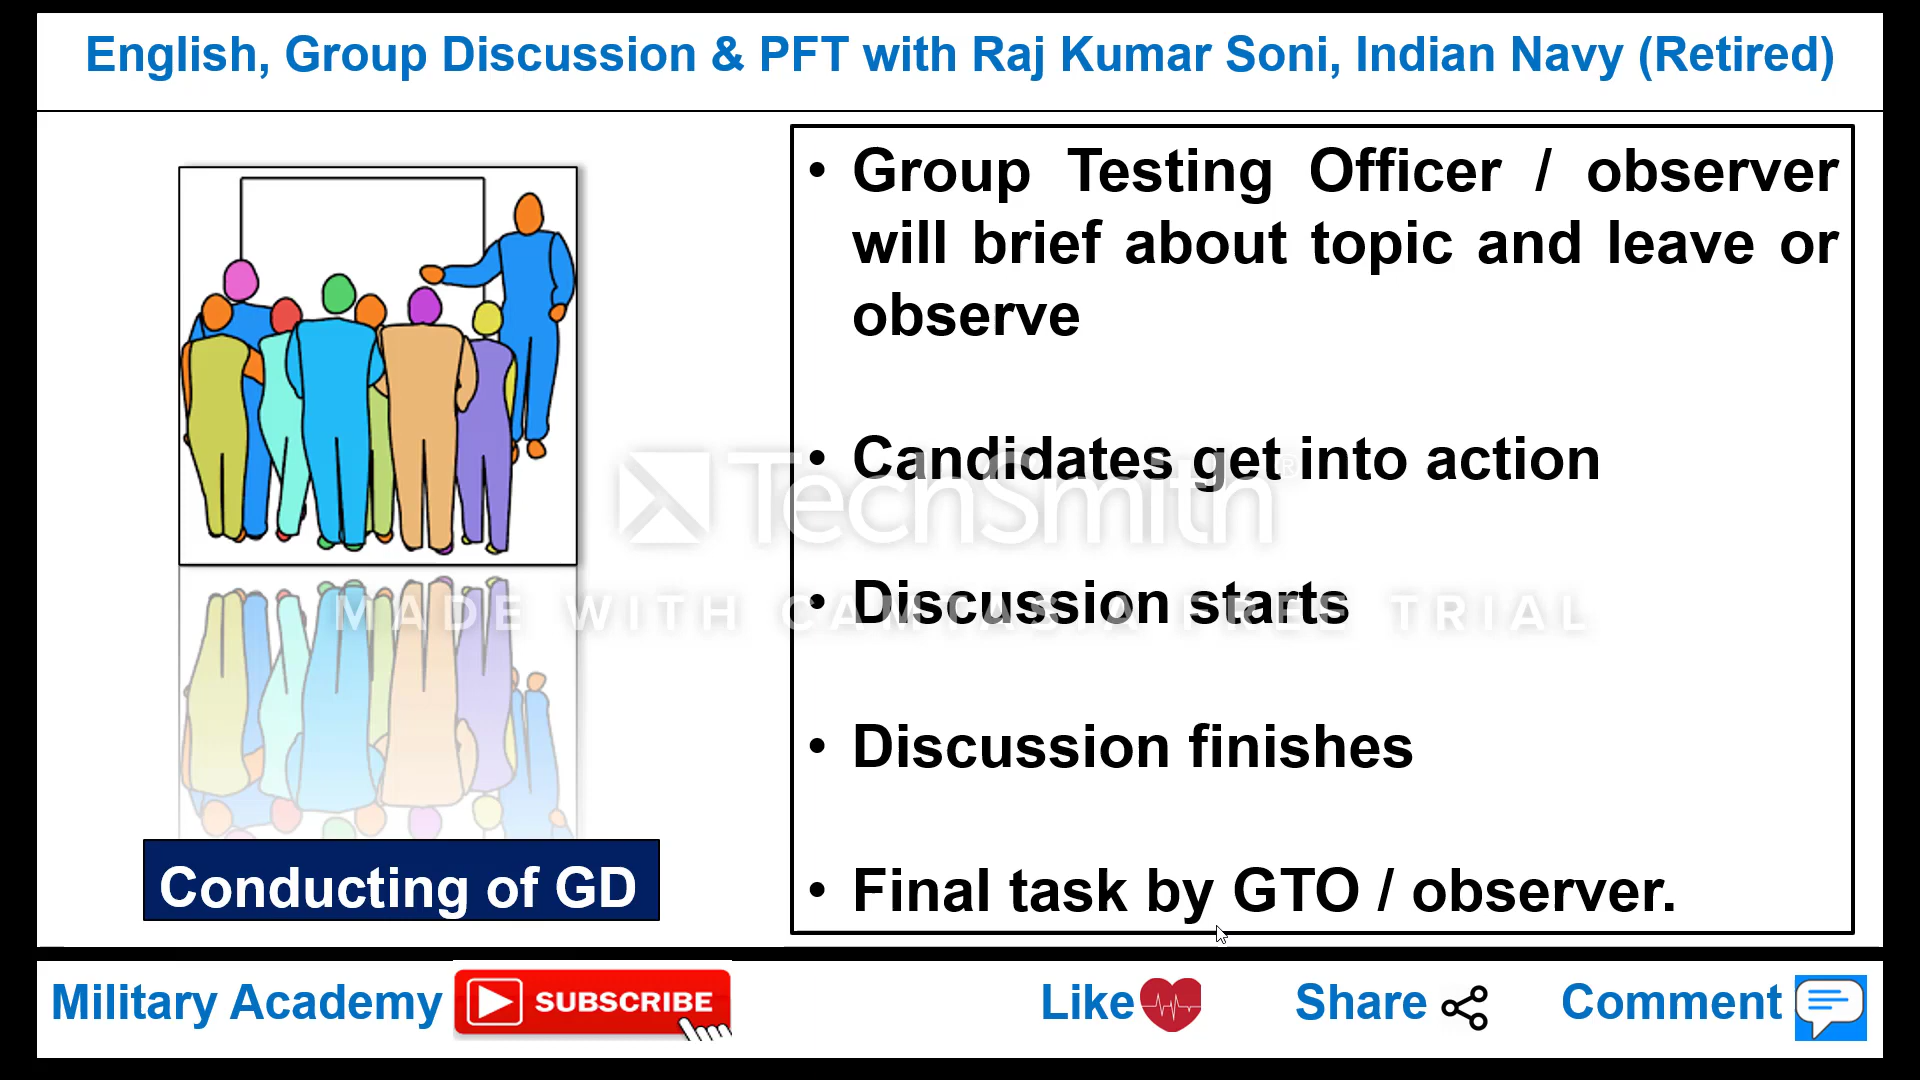 English, Group Discussion & PFT with Raj Kumar Soni, Indian Navy (Retired)
• Group Testing Officer / observer
will brief about topic and leave or
observe
• Candidates get into action
• Discussion starts
• Discussion finishes
• Final task by GTO / observer.
TechSmith®
MADE WITH CAMTASIA FREE TRIAL
Conducting of GD
Military Academy SUBSCRIBE Like Share Comment